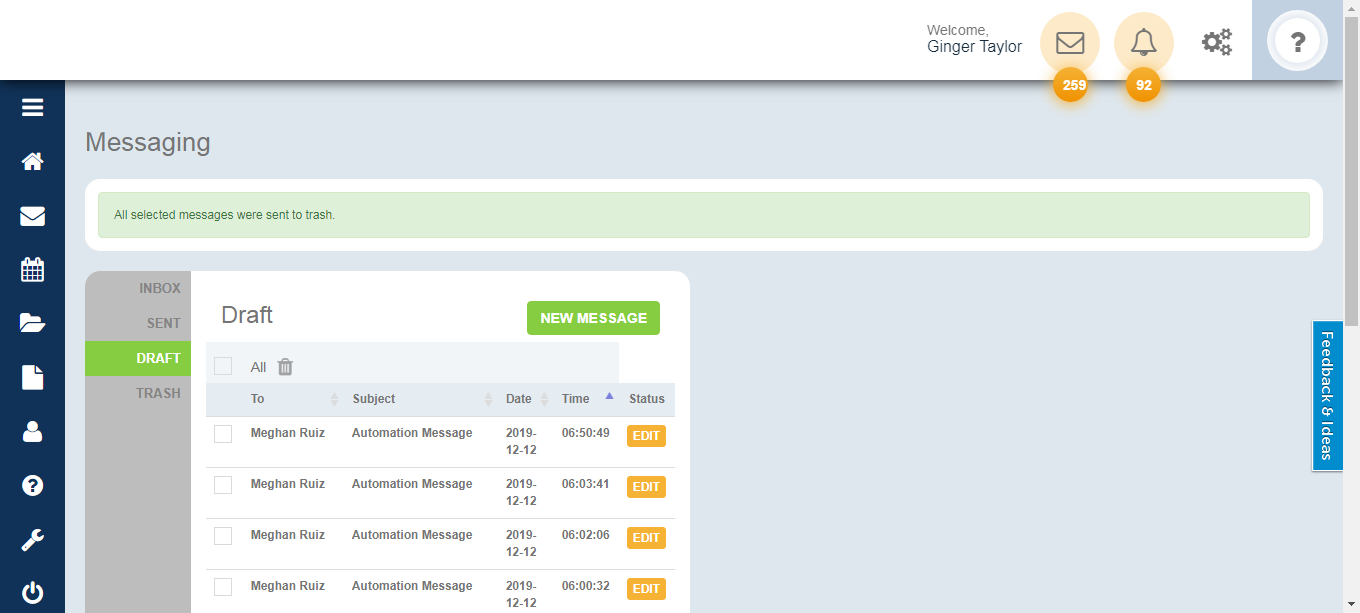 Welcome,
Ginger Taylor
259
92
?
Messaging
All selected messages were sent to trash.
INBOX
SENT
DRAFT
TRASH
Draft
NEW MESSAGE
All
To Subject Date Time Status
Meghan Ruiz Automation Message 2019-12-12 06:50:49 EDIT
Meghan Ruiz Automation Message 2019-12-12 06:03:41 EDIT
Meghan Ruiz Automation Message 2019-12-12 06:02:06 EDIT
Meghan Ruiz Automation Message 2019-12-12 06:00:32 EDIT
Feedback & Ideas